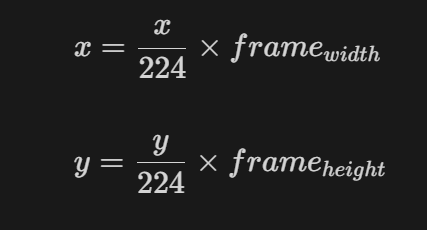 x = x/224 × frame_width
y = y/224 × frame_height